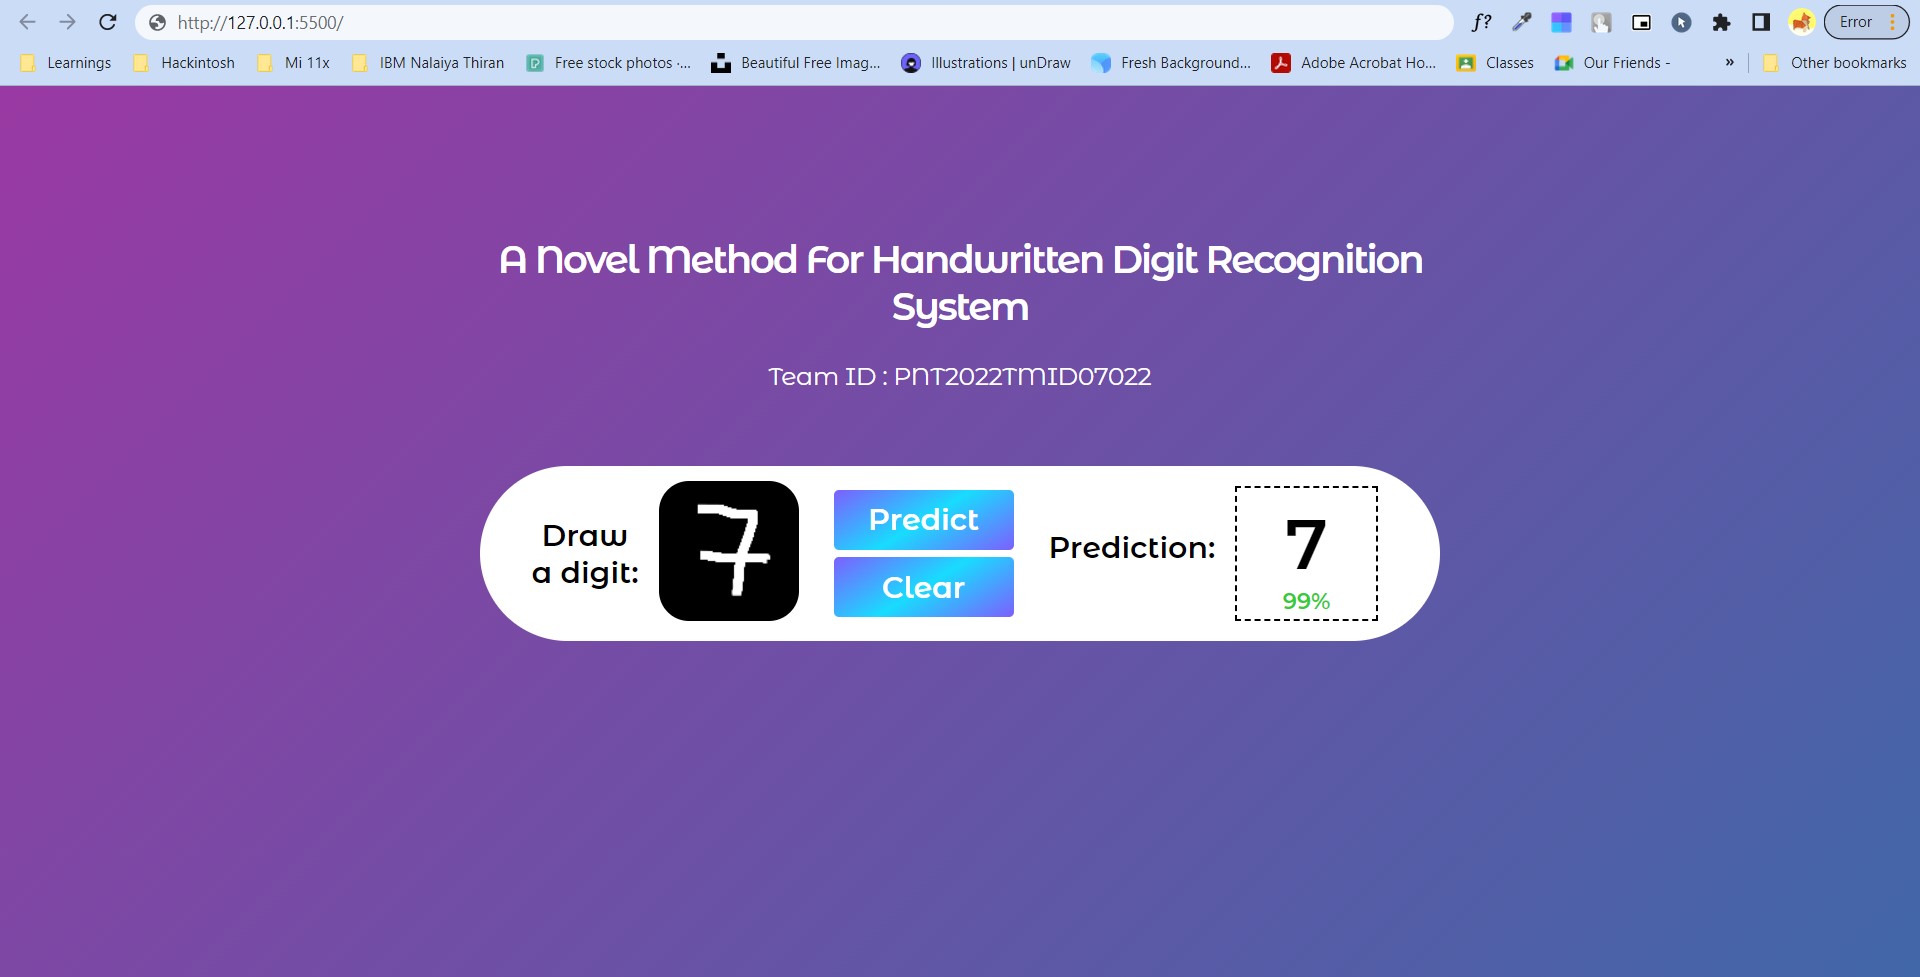 http://127.0.0.1:5500/
f?
Error
Learnings
Hackintosh
Mi 11x
IBM Nalaiya Thiran
Free stock photos ·...
Beautiful Free Imag...
Illustrations | unDraw
Fresh Background...
Adobe Acrobat Ho...
Classes
Our Friends -
»
Other bookmarks
A Novel Method For Handwritten Digit Recognition
System
Team ID : PNT2022TMID07022
Draw
a digit:
7
Predict
Clear
Prediction:
7
99%